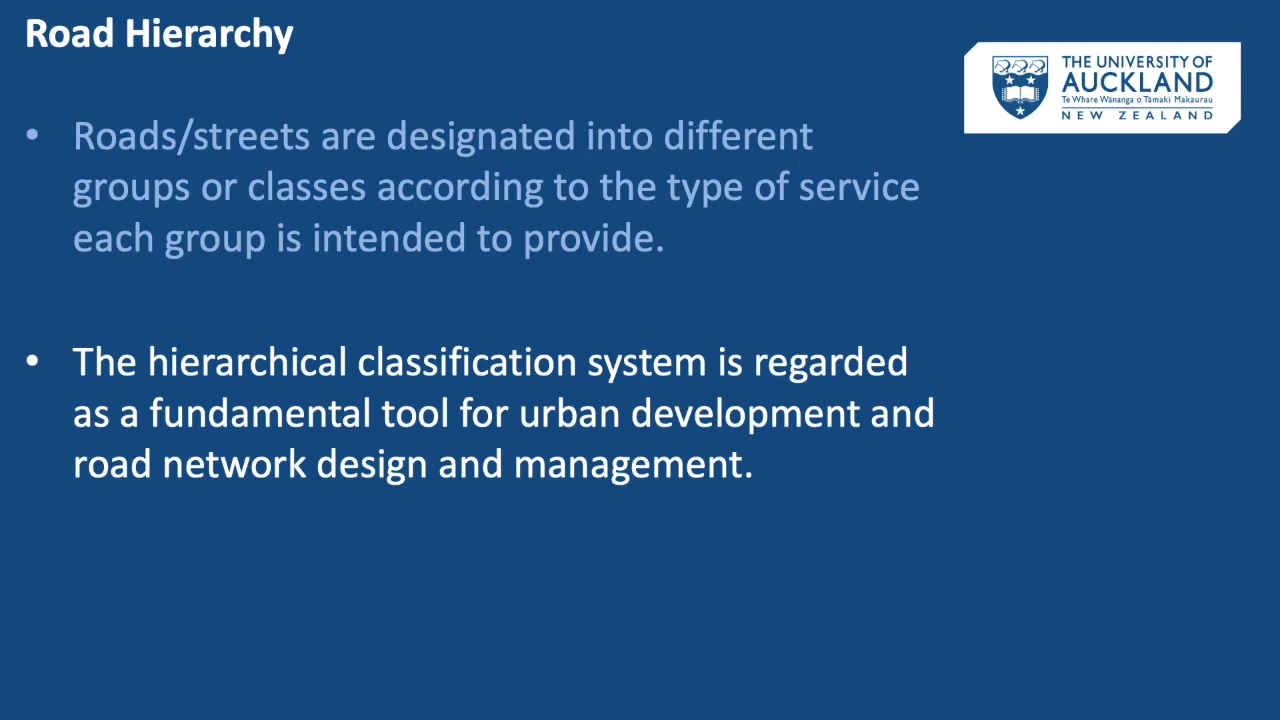 Road Hierarchy
THE UNIVERSITY OF
AUCKLAND
Te Whare Wānanga o Tāmaki Makaurau
NEW ZEALAND
• Roads/streets are designated into different
groups or classes according to the type of service
each group is intended to provide.
• The hierarchical classification system is regarded
as a fundamental tool for urban development and
road network design and management.